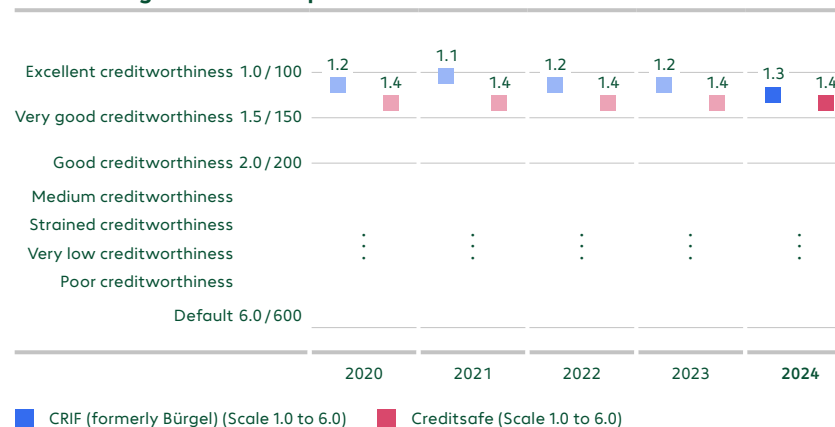 1.2 1.1 1.2 1.2 1.3
Excellent creditworthiness 1.0 / 100
1.4 1.4 1.4 1.4 1.4
Very good creditworthiness 1.5 / 150
Good creditworthiness 2.0 / 200
Medium creditworthiness
Strained creditworthiness
Very low creditworthiness
Poor creditworthiness
Default 6.0 / 600
2020 2021 2022 2023 2024
CRIF (formerly Bürgel) (Scale 1.0 to 6.0) Creditsafe (Scale 1.0 to 6.0)